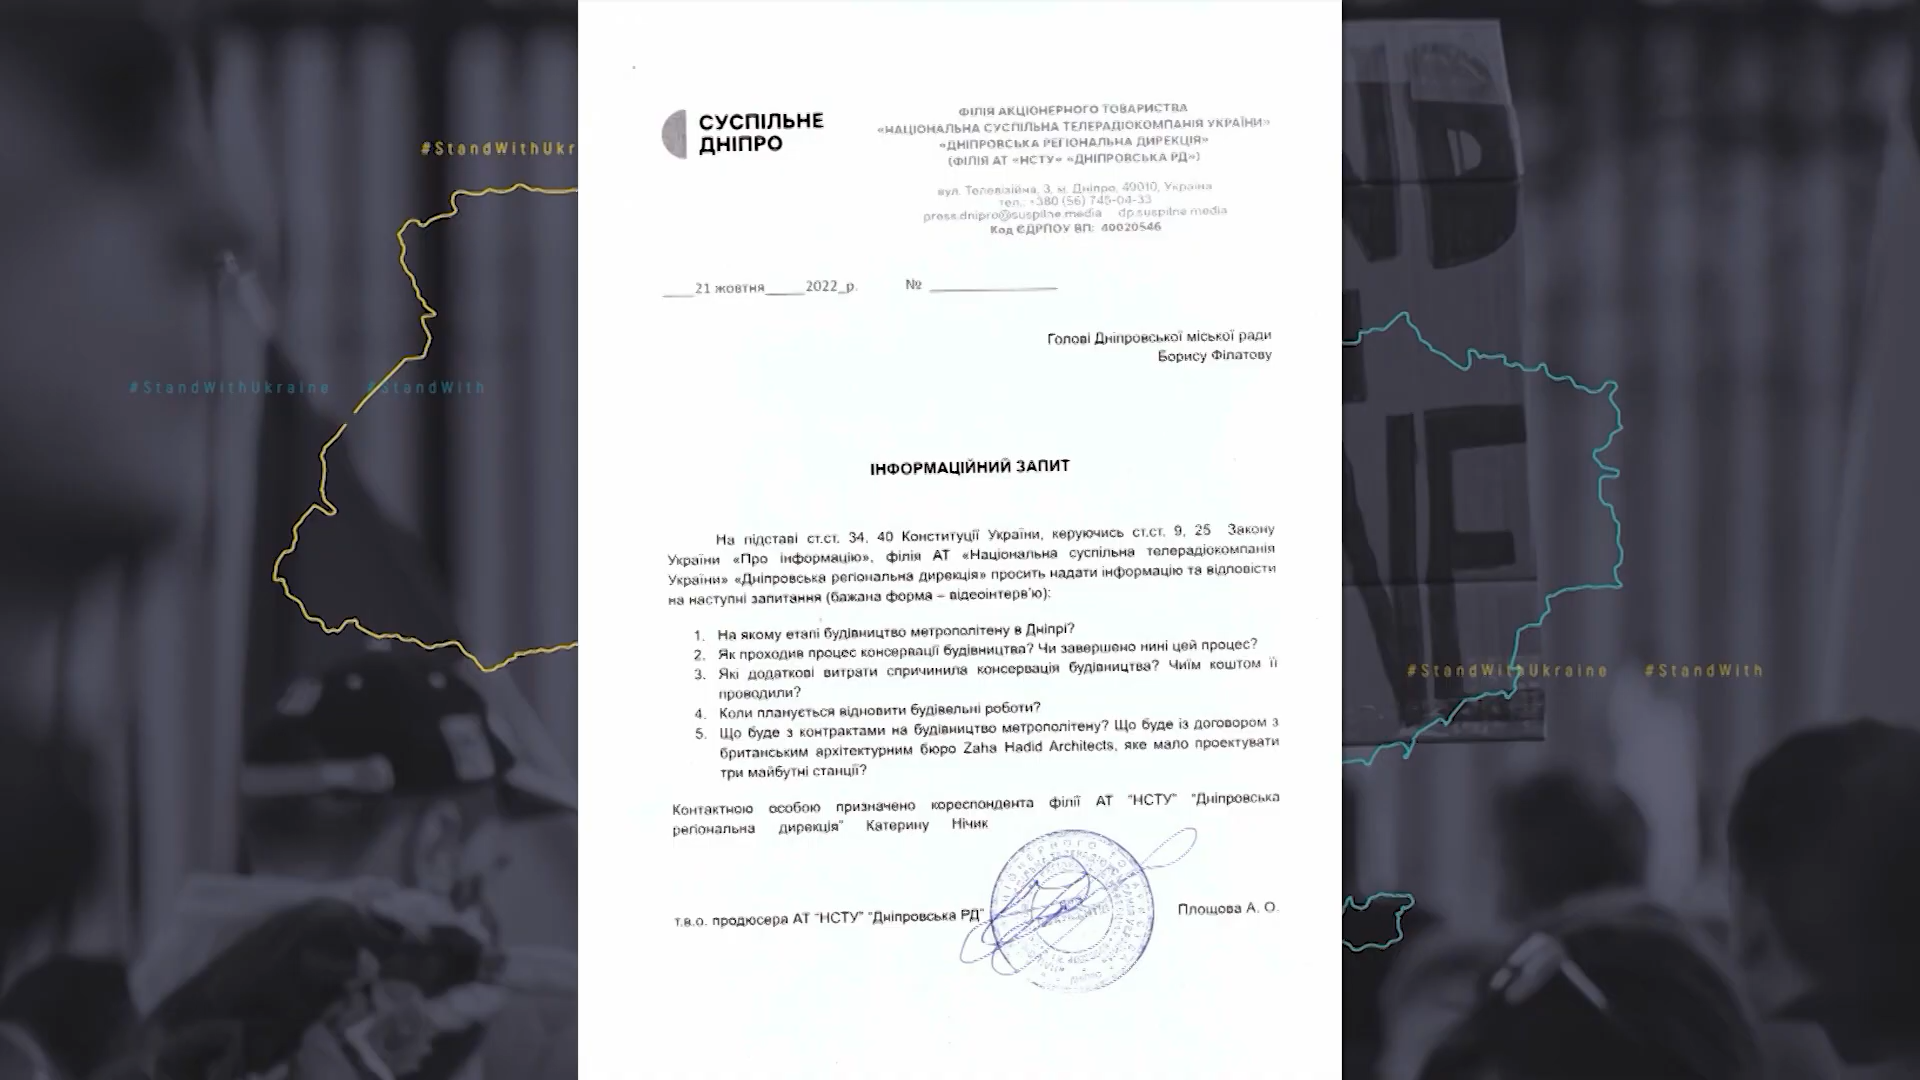 СУСПІЛЬНЕ
ДНІПРО
ФІЛІЯ АКЦІОНЕРНОГО ТОВАРИСТВА
«НАЦІОНАЛЬНА СУСПІЛЬНА ТЕЛЕРАДІОКОМПАНІЯ УКРАЇНИ»
«ДНІПРОВСЬКА РЕГІОНАЛЬНА ДИРЕКЦІЯ»
(ФІЛІЯ АТ «НСТУ» «ДНІПРОВСЬКА РД»)
вул. Телевізійна, 3, м. Дніпро, 49010, Україна
тел.: +380 (56) 745-04-33
press.dnipro@suspilne.media dp.suspilne.media
Код ЄДРПОУ ВП: 40020546
____21 жовтня_____2022_р. № ________________
Голові Дніпровської міської ради
Борису Філатову
ІНФОРМАЦІЙНИЙ ЗАПИТ
На підставі ст.ст. 34, 40 Конституції України, керуючись ст.ст. 9, 25 Закону
України «Про інформацію», філія АТ «Національна суспільна телерадіокомпанія
України» «Дніпровська регіональна дирекція» просить надати інформацію та відповісти
на наступні запитання (бажана форма – відеоінтерв’ю):
1. На якому етапі будівництво метрополітену в Дніпрі?
2. Як проходив процес консервації будівництва? Чи завершено нині цей процес?
3. Які додаткові витрати спричинила консервація будівництва? Чиїм коштом її
проводили?
4. Коли планується відновити будівельні роботи?
5. Що буде з контрактами на будівництво метрополітену? Що буде із договором з
британським архітектурним бюро Zaha Hadid Architects, яке мало проектувати
три майбутні станції?
Контактною особою призначено кореспондента філії АТ "НСТУ" "Дніпровська
регіональна дирекція" Катерину Нічик
т.в.о. продюсера АТ "НСТУ" "Дніпровська РД"
Площова А. О.
#StandWithUkr
#StandWithUkraine #StandWith
#StandWithUkraine #StandWith